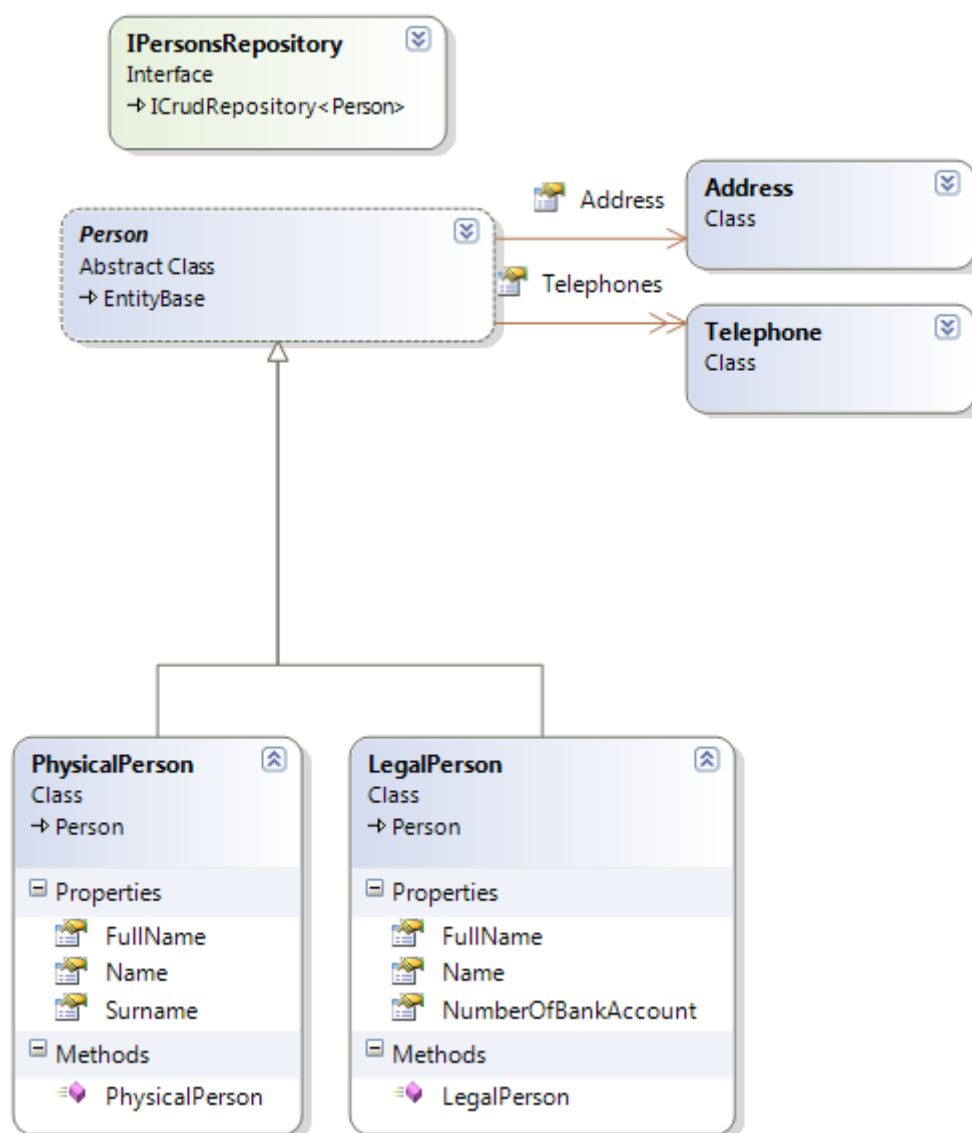 IPersonsRepository
Interface
ICrudRepository<Person>
Person
Abstract Class
EntityBase
Address
Telephones
Address
Class
Telephone
Class
PhysicalPerson
Class
Person
Properties
FullName
Name
Surname
Methods
PhysicalPerson
LegalPerson
Class
Person
Properties
FullName
Name
NumberOfBankAccount
Methods
LegalPerson